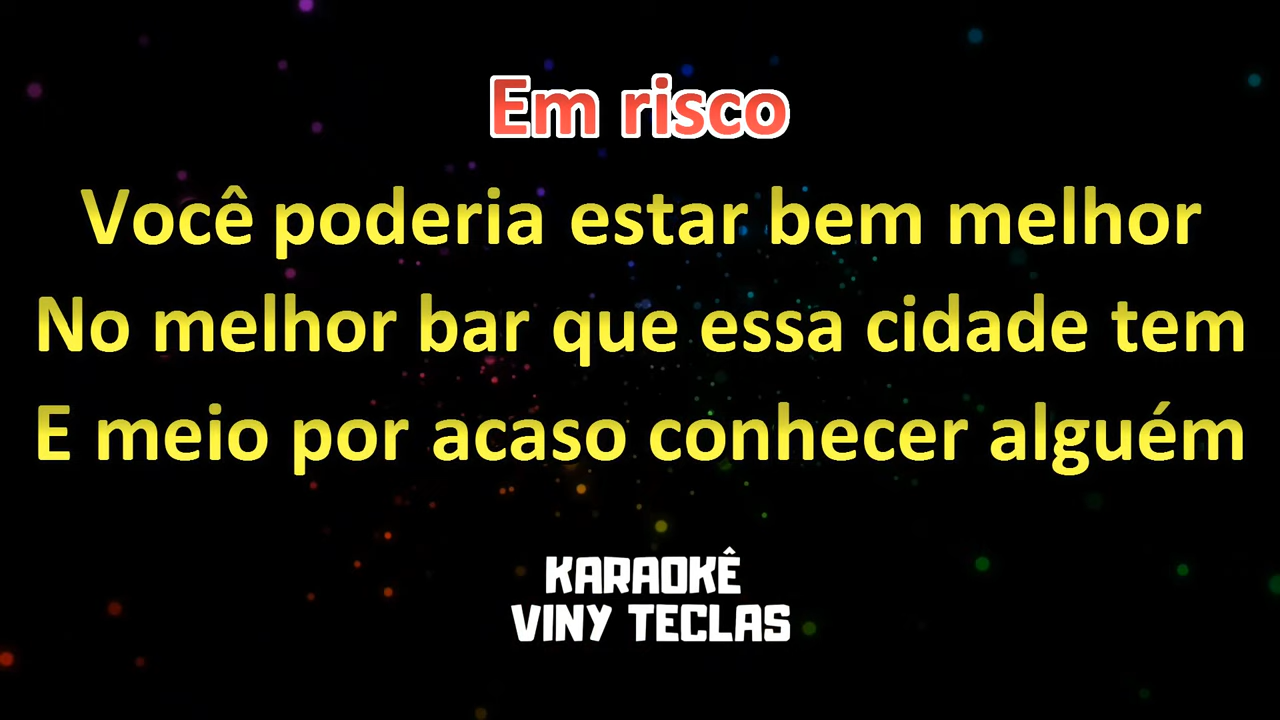 Em risco
Você poderia estar bem melhor
No melhor bar que essa cidade tem
E meio por acaso conhecer alguém
KARAOKÊ
VINY TECLAS